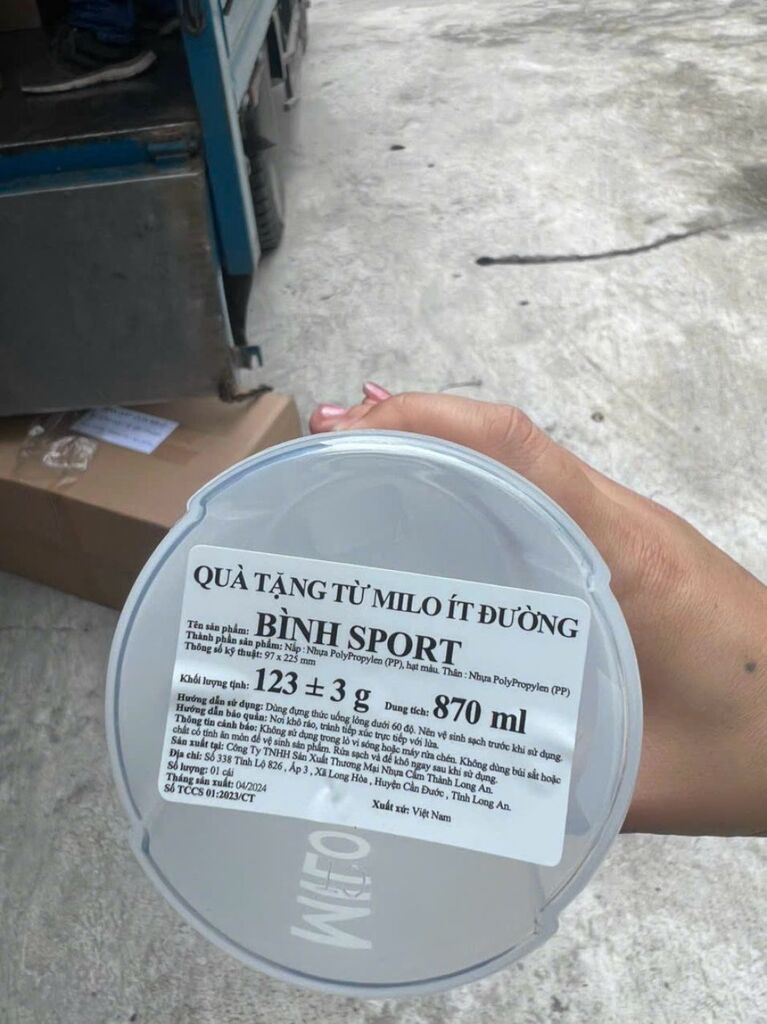 QUÀ TẶNG TỪ MILO ÍT ĐƯỜNG
Tên sản phẩm: BÌNH SPORT
Thành phần sản phẩm: Nắp : Nhựa PolyPropylen (PP), hạt màu. Thân : Nhựa PolyPropylen (PP)
Thông số kỹ thuật: 97 x 225 mm
Khối lượng tịnh: 123 ± 3 g Dung tích: 870 ml
Hướng dẫn sử dụng: Dùng đựng thức uống lỏng dưới 60 độ. Nên vệ sinh sạch trước khi sử dụng.
Hướng dẫn bảo quản: Nơi khô ráo, tránh tiếp xúc trực tiếp với lửa.
Thông tin cảnh báo: Không sử dụng trong lò vi sóng hoặc máy rửa chén. Không dùng bùi sắt hoặc
chất có tính ăn mòn để vệ sinh sản phẩm. Rửa sạch và để khô ngay sau khi sử dụng.
Sản xuất tại: Công Ty TNHH Sản Xuất Thương Mại Nhựa Cẩm Thành Long An.
Địa chỉ: Số 338 Tỉnh Lộ 826 , Ấp 3 , Xã Long Hòa , Huyện Cần Đước , Tỉnh Long An.
Số lượng: 01 cái
Tháng sản xuất: 04/2024
Số TCCS 01:2023/CT Xuất xứ: Việt Nam
MILO